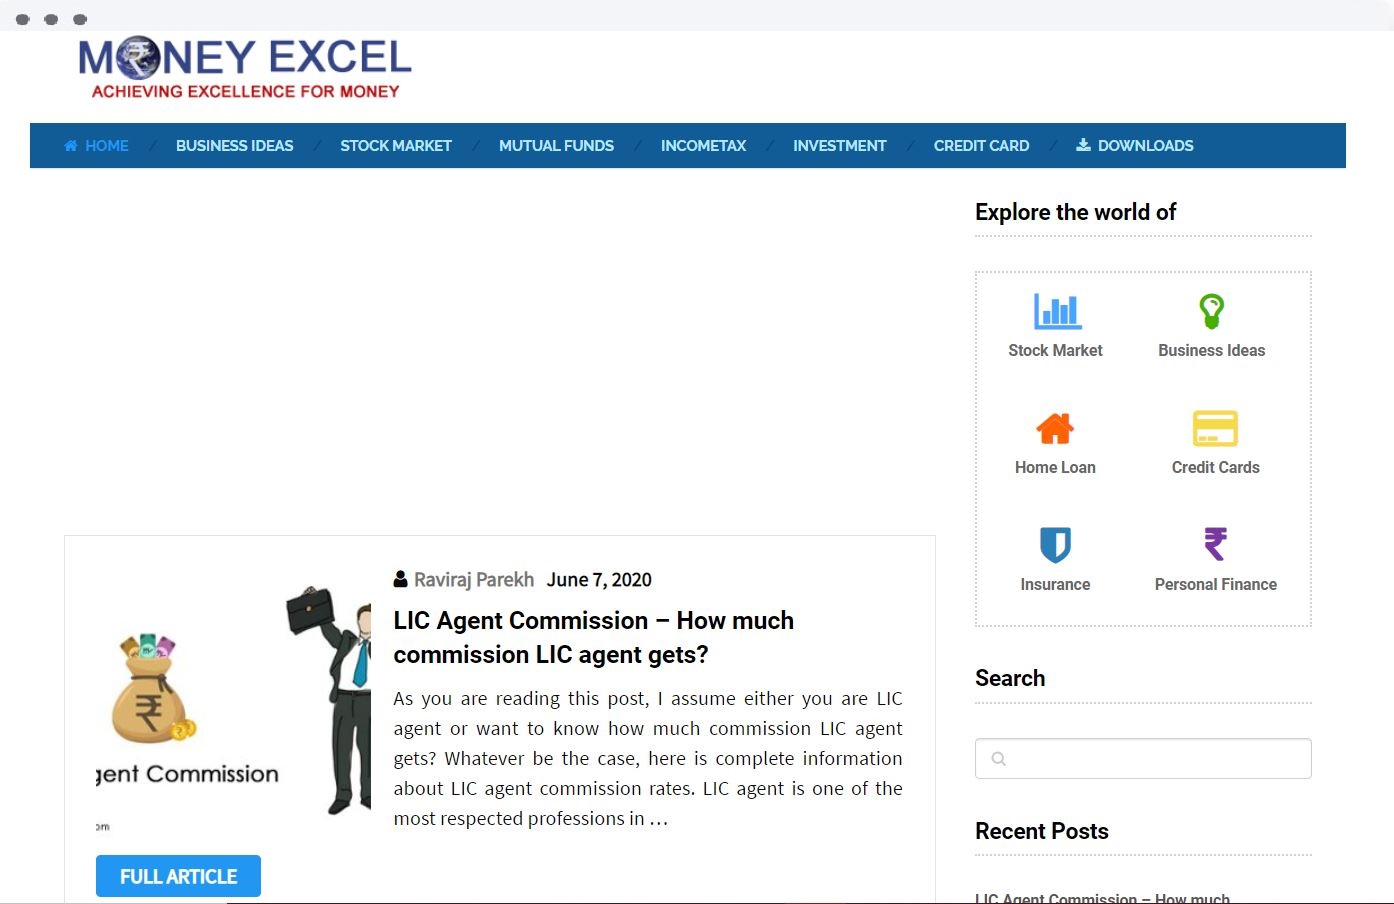 MONEY EXCEL
ACHIEVING EXCELLENCE FOR MONEY
HOME / BUSINESS IDEAS / STOCK MARKET / MUTUAL FUNDS / INCOMETAX / INVESTMENT / CREDIT CARD / DOWNLOADS
Explore the world of
Stock Market
Business Ideas
Home Loan
Credit Cards
Insurance
Personal Finance
Search
Recent Posts
LIC Agent Commission – How much
Raviraj Parekh June 7, 2020
LIC Agent Commission – How much
commission LIC agent gets?
As you are reading this post, I assume either you are LIC
agent or want to know how much commission LIC agent
gets? Whatever be the case, here is complete information
about LIC agent commission rates. LIC agent is one of the
most respected professions in …
gent Commission
om
FULL ARTICLE